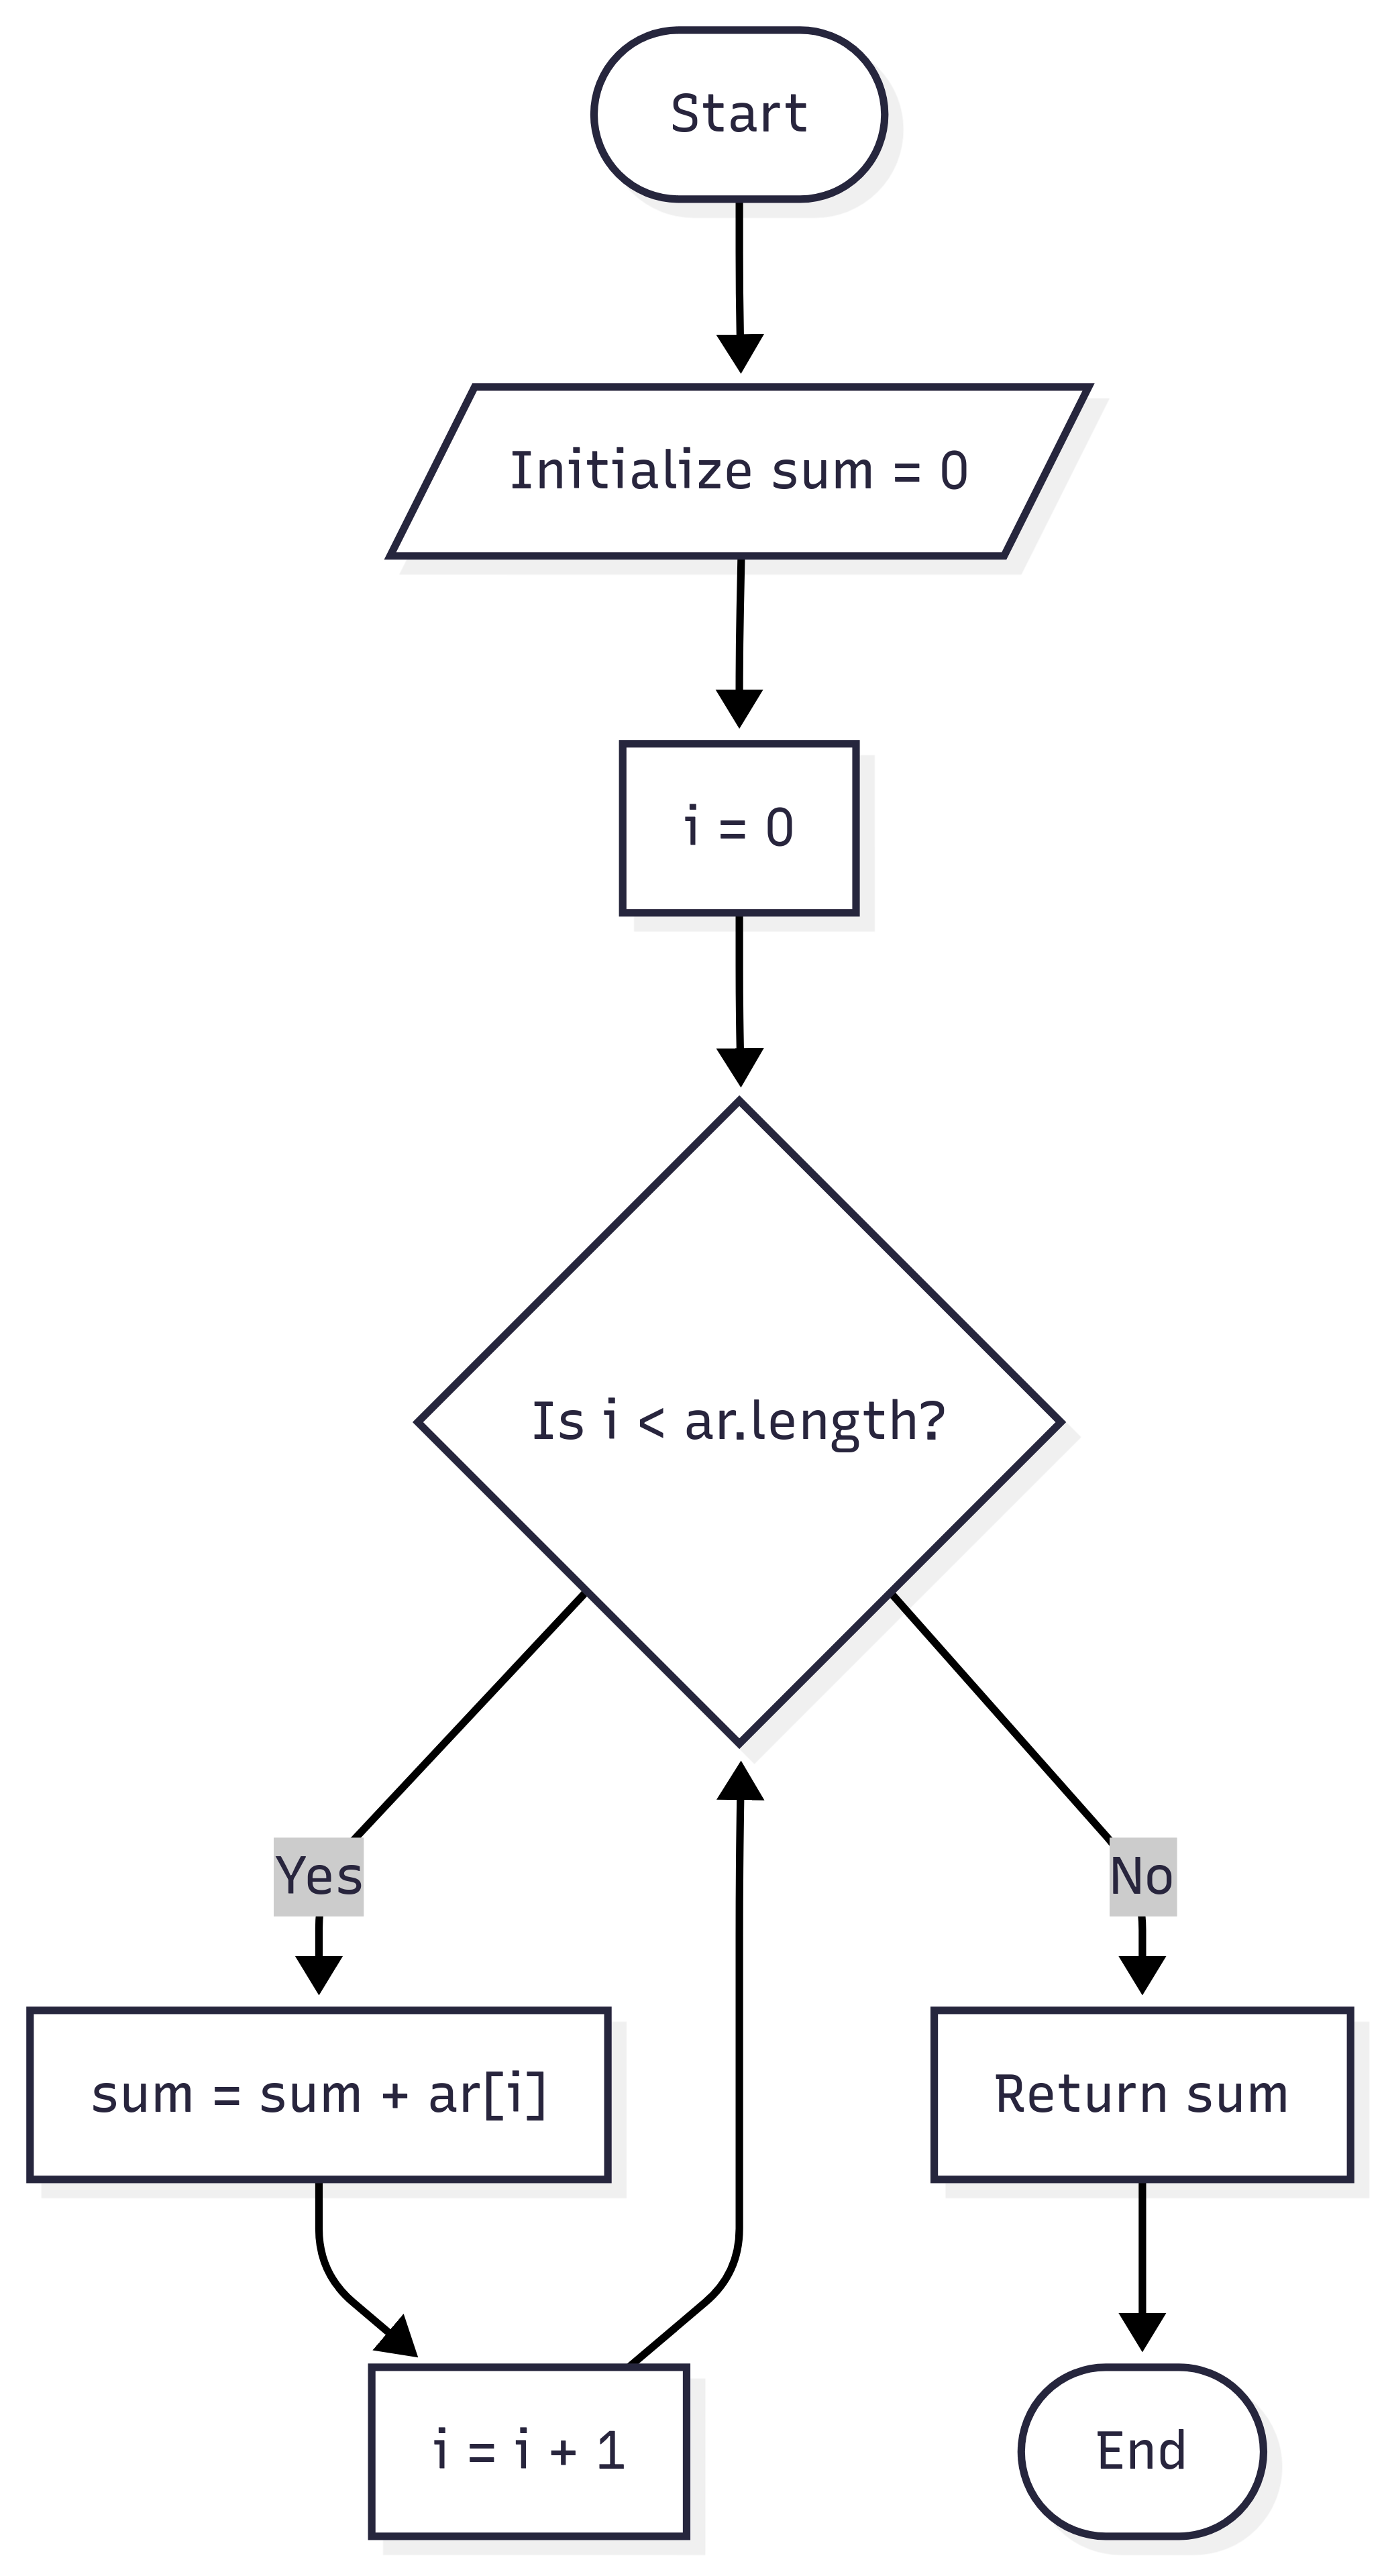 Start
Initialize sum = 0
i = 0
Is i < ar.length?
Yes
No
sum = sum + ar[i]
Return sum
i = i + 1
End